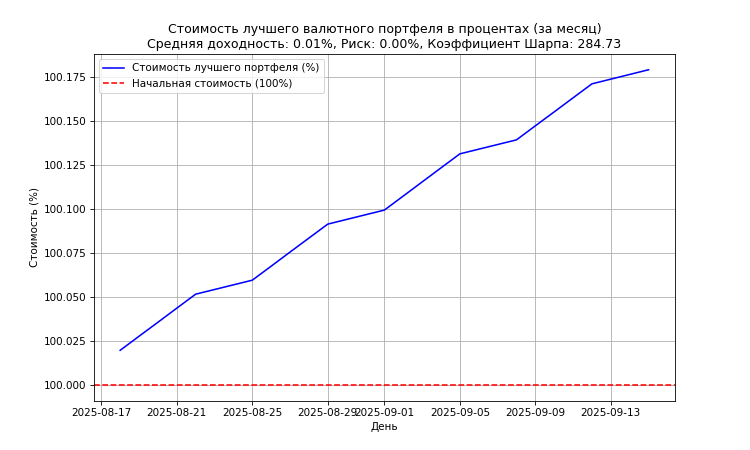 Стоимость лучшего валютного портфеля в процентах (за месяц)
Средняя доходность: 0.01%, Риск: 0.00%, Коэффициент Шарпа: 284.73
Стоимость лучшего портфеля (%)
Начальная стоимость (100%)
Стоимость (%)
100.175
100.150
100.125
100.100
100.075
100.050
100.025
100.000
2025-08-17 2025-08-21 2025-08-25 2025-08-29 2025-09-01 2025-09-05 2025-09-09 2025-09-13
День